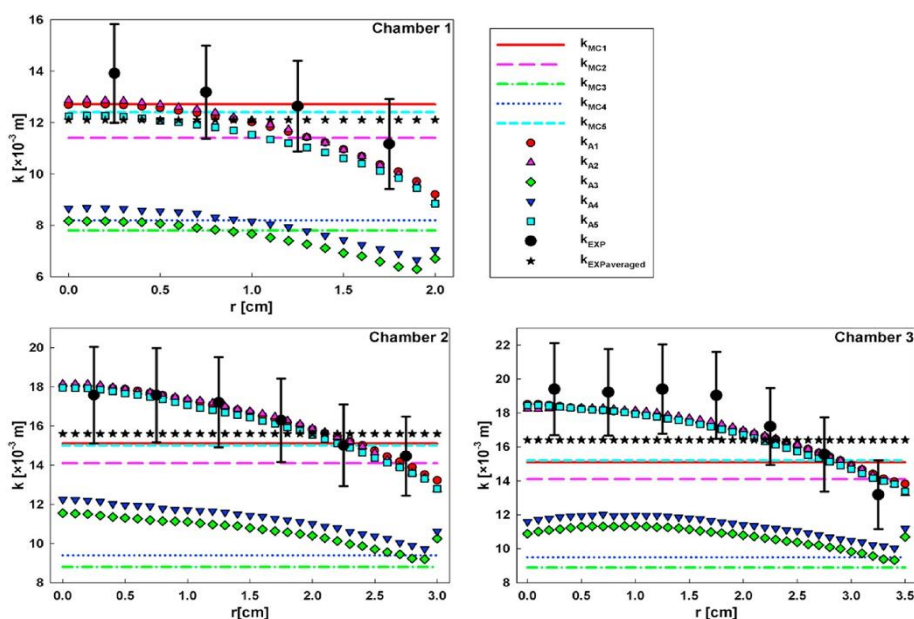 Chamber 1
16
14
12
10
8
6
k [×10⁻³ m]
0.0 0.5 1.0 1.5 2.0
r [cm]
k_MC1
k_MC2
k_MC3
k_MC4
k_MC5
k_A1
k_A2
k_A3
k_A4
k_A5
k_EXP
k_EXPaveraged
Chamber 2
20
18
16
14
12
10
8
k [×10⁻³ m]
0.0 0.5 1.0 1.5 2.0 2.5 3.0
r[cm]
Chamber 3
22
20
18
16
14
12
10
8
k [×10⁻³ m]
0.0 0.5 1.0 1.5 2.0 2.5 3.0 3.5
r [cm]